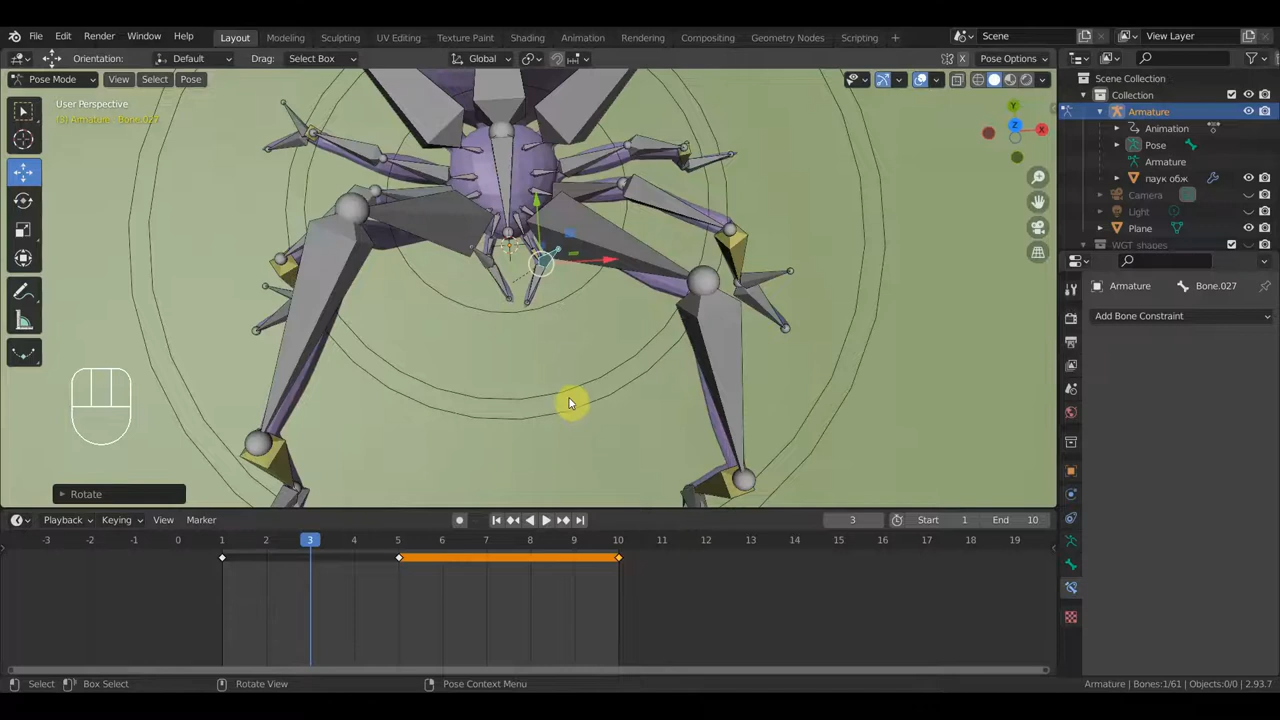 File Edit Render Window Help Layout Modeling Sculpting UV Editing Texture Paint Shading Animation Rendering Compositing Geometry Nodes Scripting + Scene View Layer
Orientation: Default Drag: Select Box Global Pose Options
Pose Mode View Select Pose
User Perspective
(3) Armature : Bone.027
Y
Z
X
Rotate
Scene Collection
Collection
Armature
Animation
Pose
Armature
паук обж
Camera
Light
Plane
WGT_shapes
Armature Bone.027
Add Bone Constraint
Playback Keying View Marker 3 Start 1 End 10
-3 -2 -1 0 1 2 3 4 5 6 7 8 9 10 11 12 13 14 15 16 17 18 19
Select Box Select Rotate View Pose Context Menu Armature | Bones:1/61 | Objects:0/0 | 2.93.7